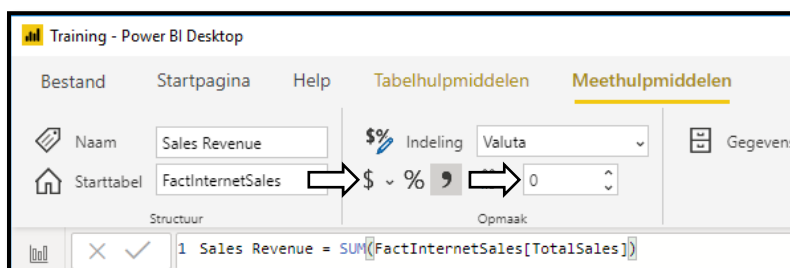 Training - Power BI Desktop
Bestand Startpagina Help Tabelhulpmiddelen Meethulpmiddelen
Naam Sales Revenue $% Indeling Valuta Gegevens
Starttabel FactInternetSales $ % 9 0
Structuur Opmaak
1 Sales Revenue = SUM(FactInternetSales[TotalSales])